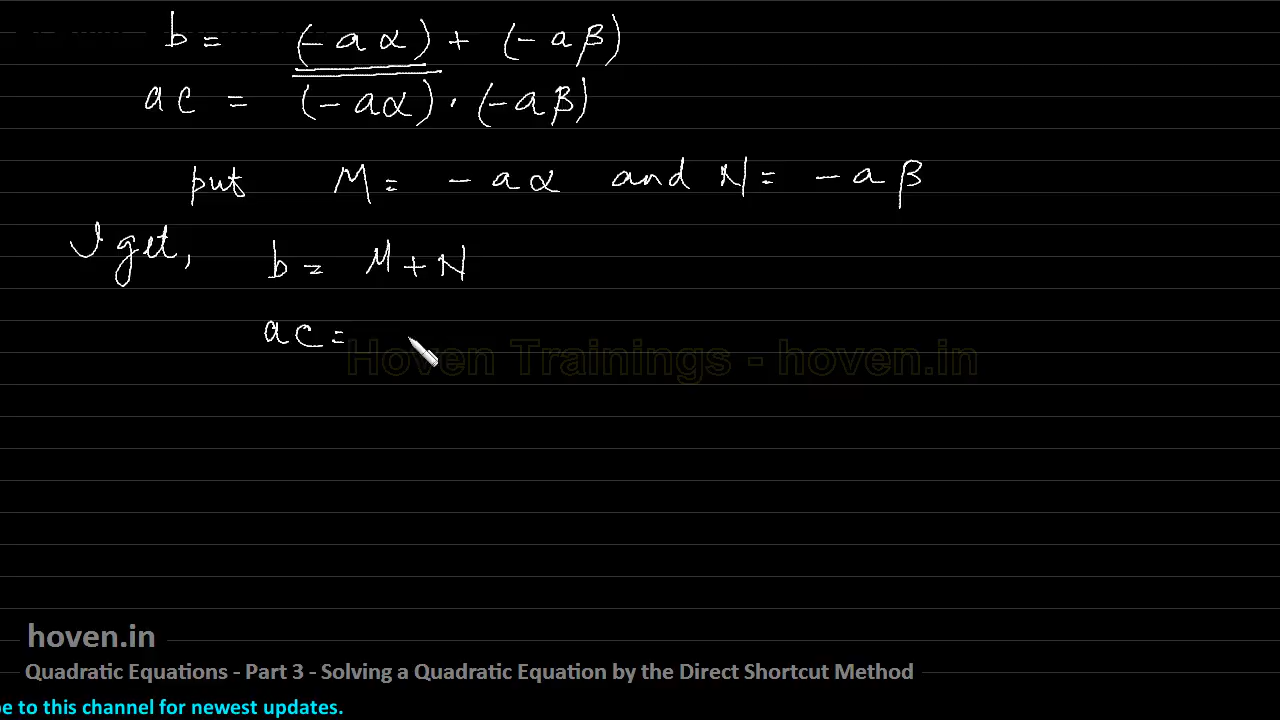 b = (-aα) + (-aβ)
ac = (-aα) . (-aβ)
put M = -aα and N = -aβ
I get, b = M + N
ac =
Hoven Trainings - hoven.in
hoven.in
Quadratic Equations - Part 3 - Solving a Quadratic Equation by the Direct Shortcut Method
be to this channel for newest updates.